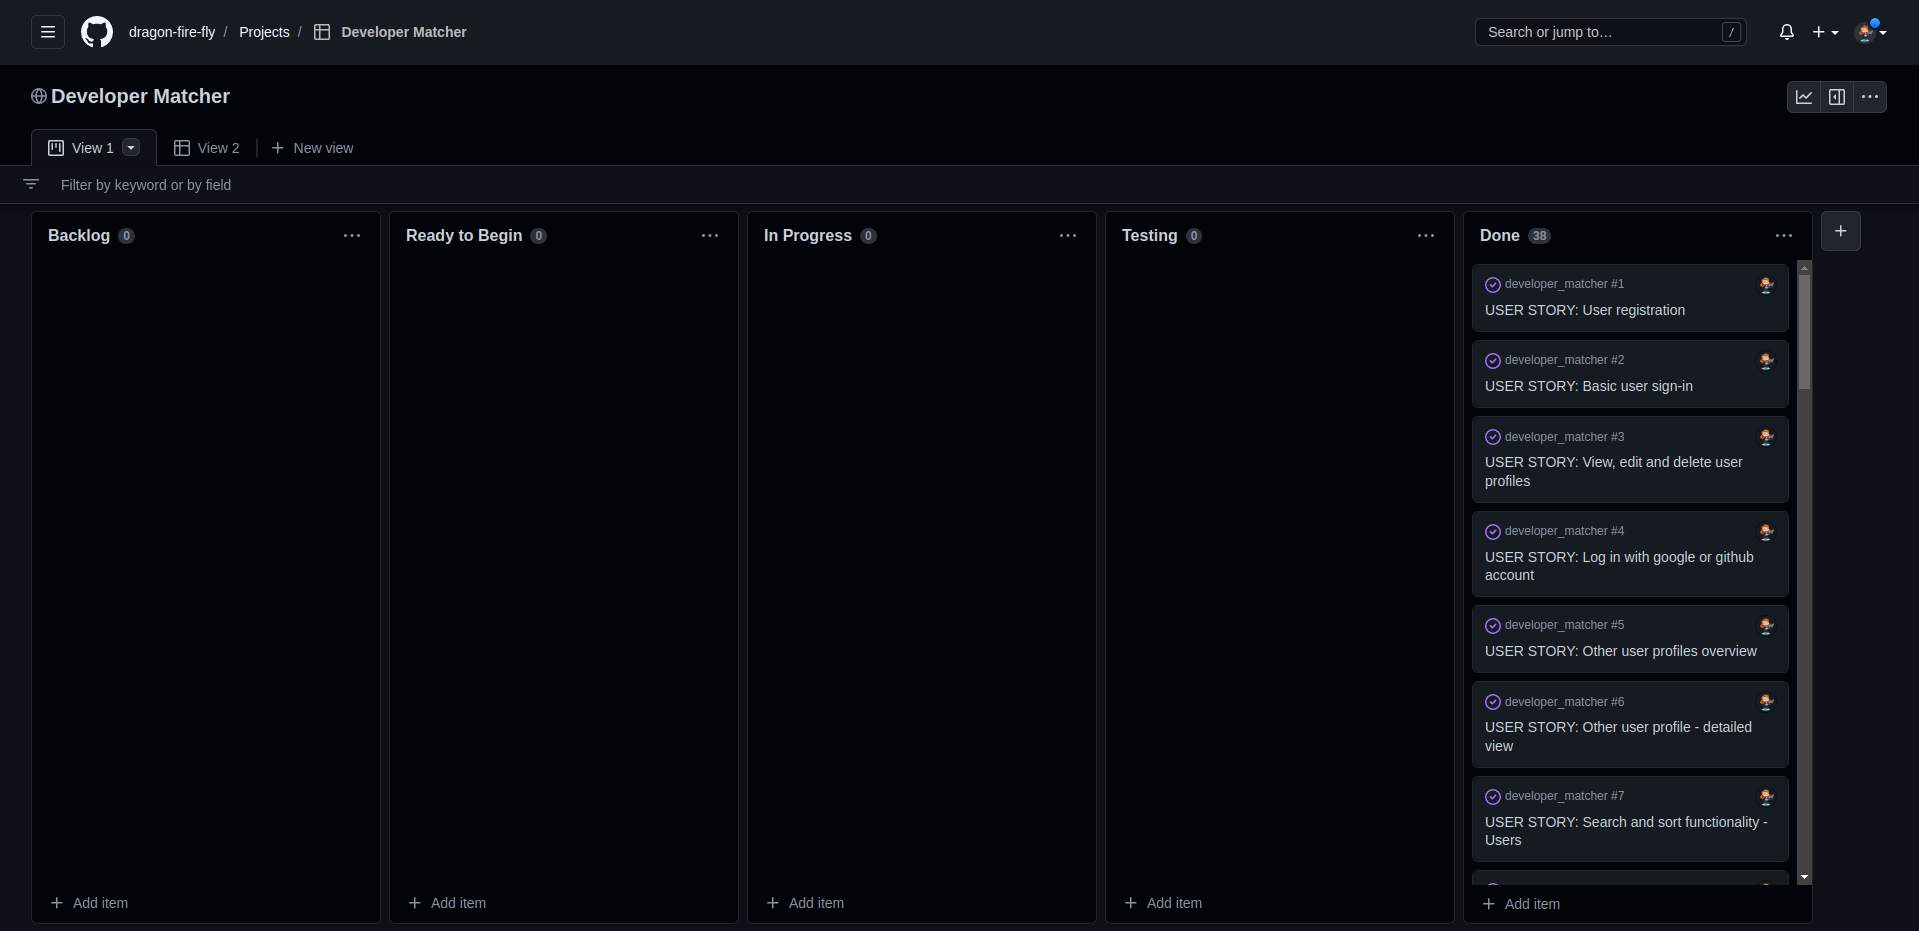 dragon-fire-fly / Projects / Developer Matcher
Search or jump to… /
Developer Matcher
View 1
View 2
New view
Filter by keyword or by field
Backlog 0
Ready to Begin 0
In Progress 0
Testing 0
Done 38
developer_matcher #1
USER STORY: User registration
developer_matcher #2
USER STORY: Basic user sign-in
developer_matcher #3
USER STORY: View, edit and delete user
profiles
developer_matcher #4
USER STORY: Log in with google or github
account
developer_matcher #5
USER STORY: Other user profiles overview
developer_matcher #6
USER STORY: Other user profile - detailed
view
developer_matcher #7
USER STORY: Search and sort functionality -
Users
Add item
Add item
Add item
Add item
Add item